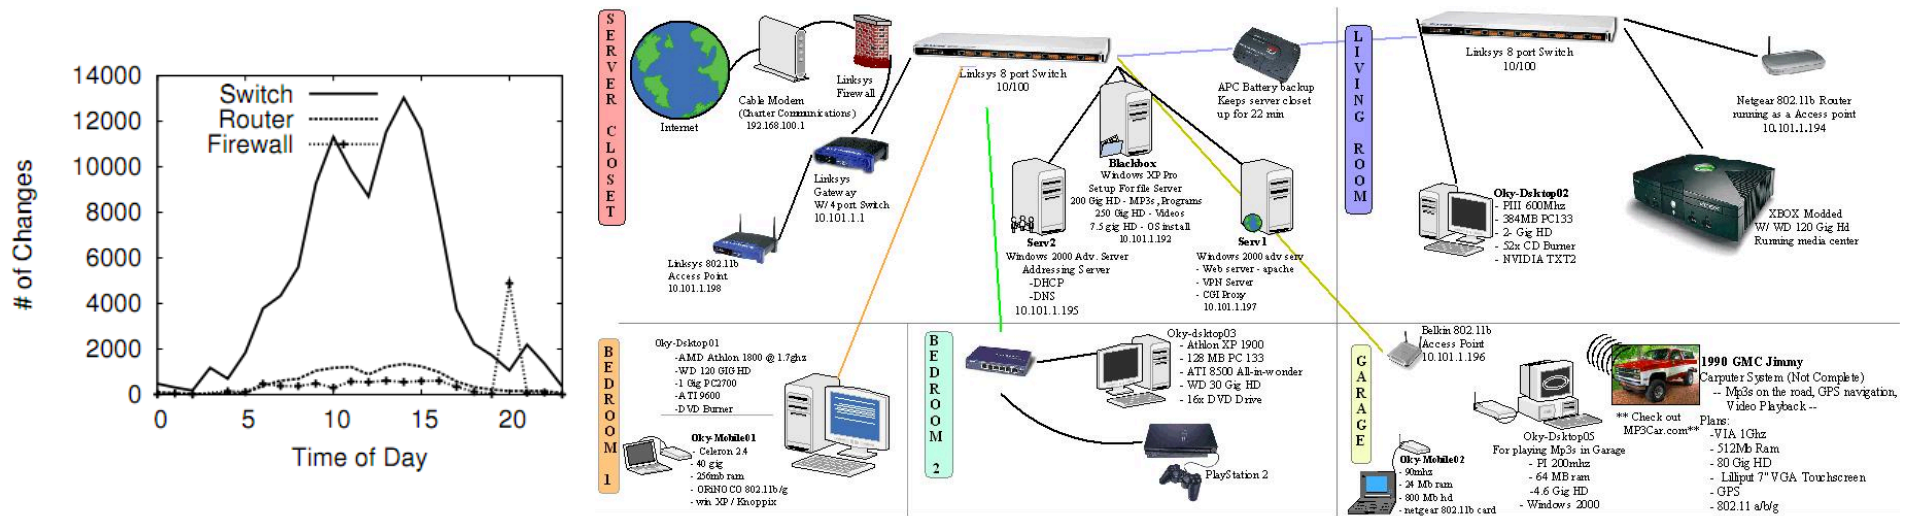 14000
12000
10000
8000
6000
4000
2000
0
# of Changes
Switch
Router
Firewall
0
5
10
15
20
Time of Day
SERVER CLOSET
Internet
Cable Modem
(Charter Communications)
192.168.100.1
Linksys
Firewall
Linksys
Gateway
W/ 4 port Switch
10.101.1.1
Linksys 802.11b
Access Point
10.101.1.198
Linksys 8 port Switch
10/100
APC Battery backup
Keeps server closet
up for 22 min
Blackbox
Windows XP Pro
Setup For file Server
200 Gig HD - MP3s, Programs
250 Gig HD - Videos
7.5 gig HD - OS install
10.101.1.192
Serv2
Windows 2000 Adv. Server
Addressing Server
-DHCP
-DNS
10.101.1.195
Serv1
Windows 2000 adv serv
- Web server - apache
- VPN Server
- CGI Proxy
10.101.1.197
LIVING ROOM
Linksys 8 port Switch
10/100
Netgear 802.11b Router
running as a Access point
10.101.1.194
Oky-Dsktop02
- PIII 600Mhz
- 384MB PC133
- 2- Gig HD
- 52x CD Burner
- NVIDIA TXT2
XBOX Modded
W/ WD 120 Gig Hd
Running media center
BEDROOM 1
Oky-Dsktop01
-AMD Athlon 1800 @ 1.7ghz
-WD 120 GIG HD
-1 Gig PC2700
-ATI 9600
-DVD Burner
Oky-Mobile01
- Celeron 2.4
- 40 gig
- 256mb ram
- ORiNOCO 802.11b/g
- win XP / Knoppix
BEDROOM 2
Oky-dsktop03
- Athlon XP 1900
- 128 MB PC 133
- ATI 8500 All-in-wonder
- WD 30 Gig HD
- 16x DVD Drive
PlayStation 2
GARAGE
Belkin 802.11b
Access Point
10.101.1.196
Oky-Mobile02
- 90mhz
- 24 Mb ram
- 800 Mb hd
- netgear 802.11b card
Oky-Dsktop05
For playing Mp3s in Garage
- PI 200mhz
- 64 MB ram
-4.6 Gig HD
- Windows 2000
1990 GMC Jimmy
Carputer System (Not Complete)
-- Mp3s on the road, GPS navigation,
Video Playback --
** Check out
MP3Car.com**
Plans:
-VIA 1Ghz
- 512Mb Ram
- 80 Gig HD
- Lilliput 7" VGA Touchscreen
- GPS
- 802.11 a/b/g